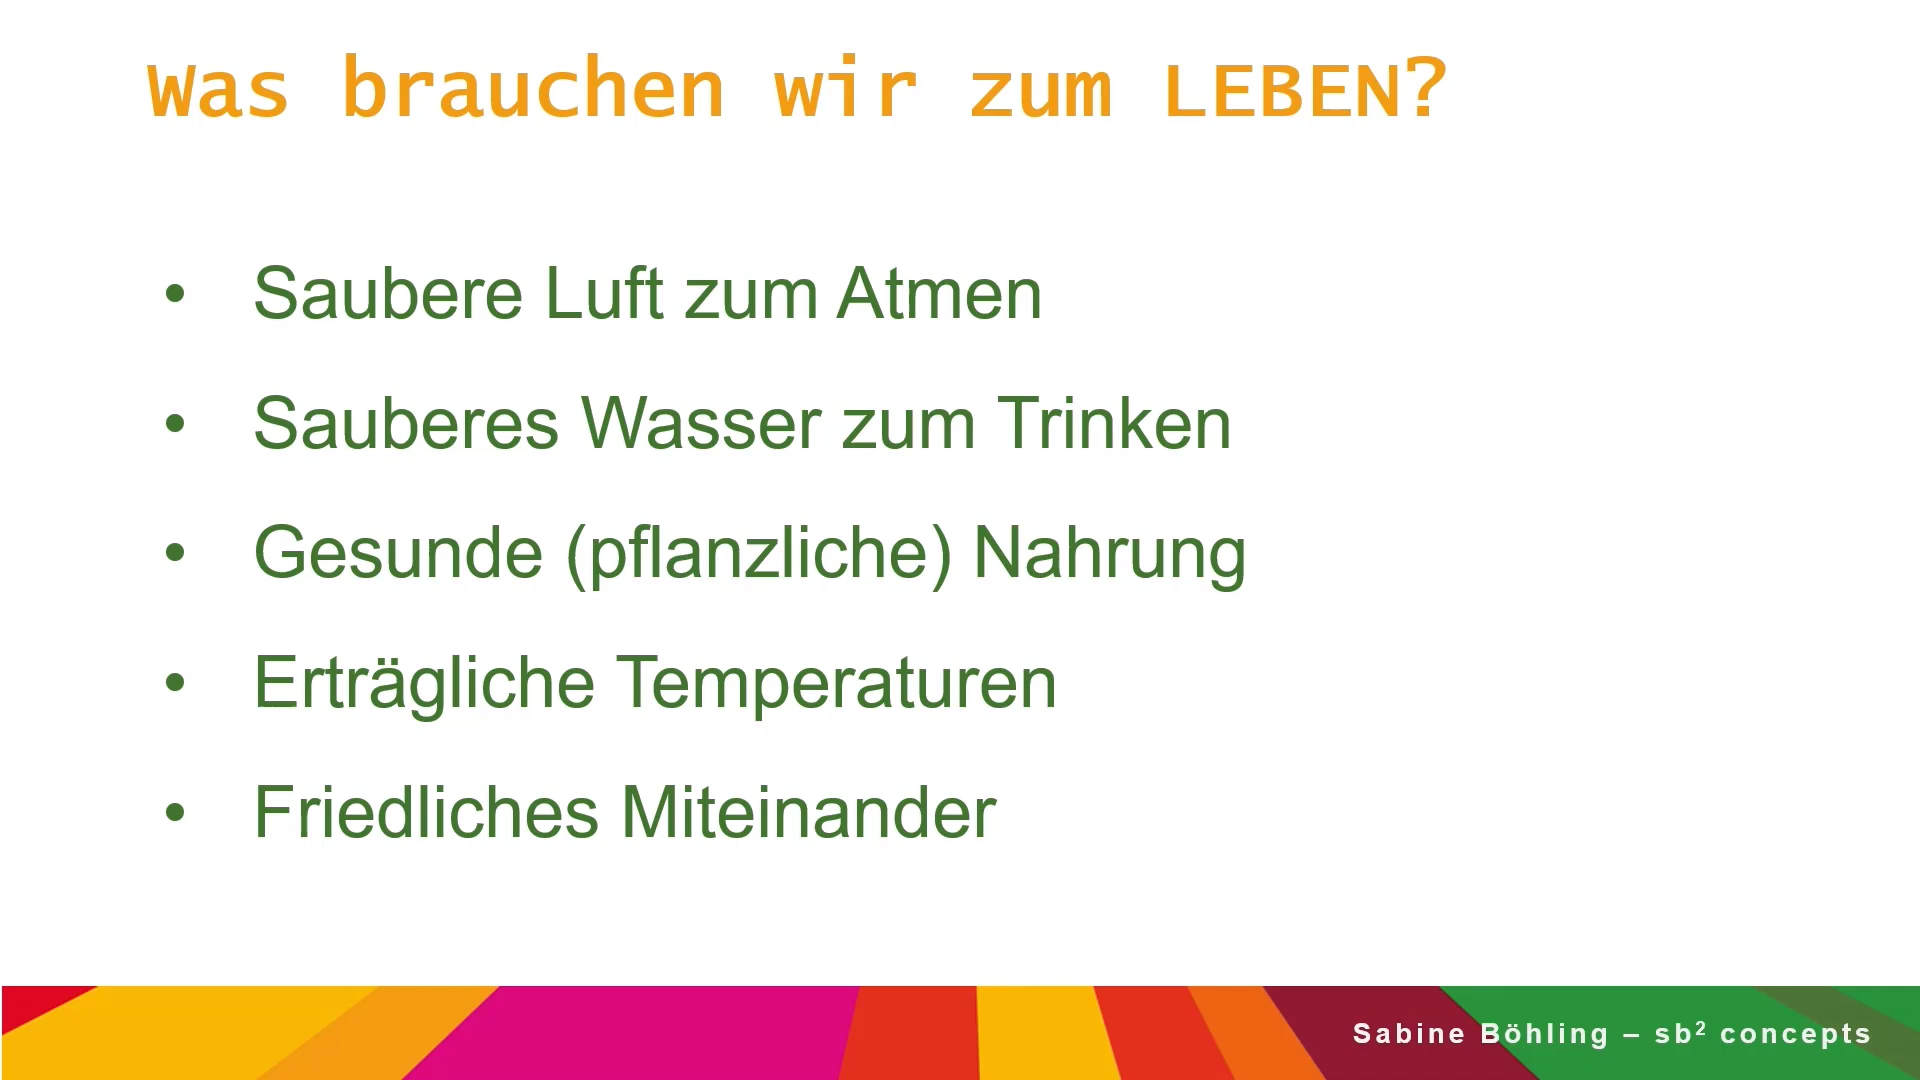 Was brauchen wir zum LEBEN?
• Saubere Luft zum Atmen
• Sauberes Wasser zum Trinken
• Gesunde (pflanzliche) Nahrung
• Erträgliche Temperaturen
• Friedliches Miteinander
Sabine Böhling – sb² concepts